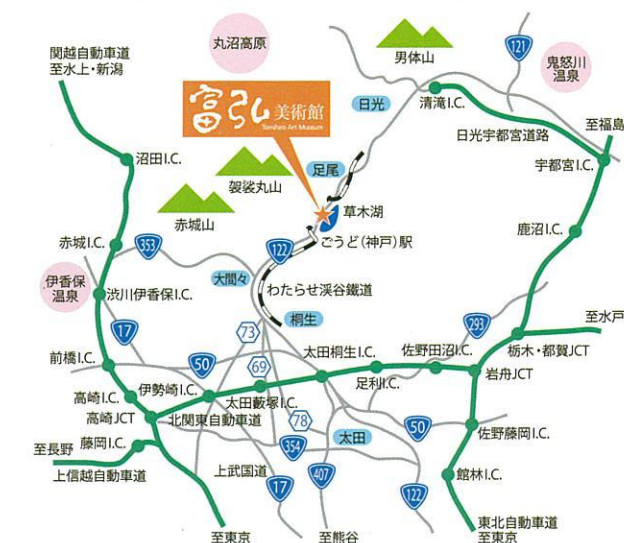 丸沼高原
関越自動車道
至水上・新潟
男体山
121
鬼怒川
温泉
富弘美術館
Tomihiro Art Museum
日光
清滝I.C.
日光宇都宮道路
至福島
宇都宮I.C.
沼田I.C.
袈裟丸山
足尾
赤城山
草木湖
鹿沼I.C.
赤城I.C.
353
122
ごうど(神戸)駅
大間々
伊香保
温泉
渋川伊香保I.C.
わたらせ渓谷鐵道
桐生
17
73
293
至水戸
栃木・都賀JCT
前橋I.C.
50
69
太田桐生I.C.
佐野田沼I.C.
岩舟JCT
高崎I.C.
伊勢崎I.C.
太田藪塚I.C.
足利I.C.
高崎JCT
北関東自動車道
78
太田
50
佐野藤岡I.C.
至長野
藤岡I.C.
354
上信越自動車道
上武国道
17
407
122
館林I.C.
至東京
至熊谷
東北自動車道
至東京